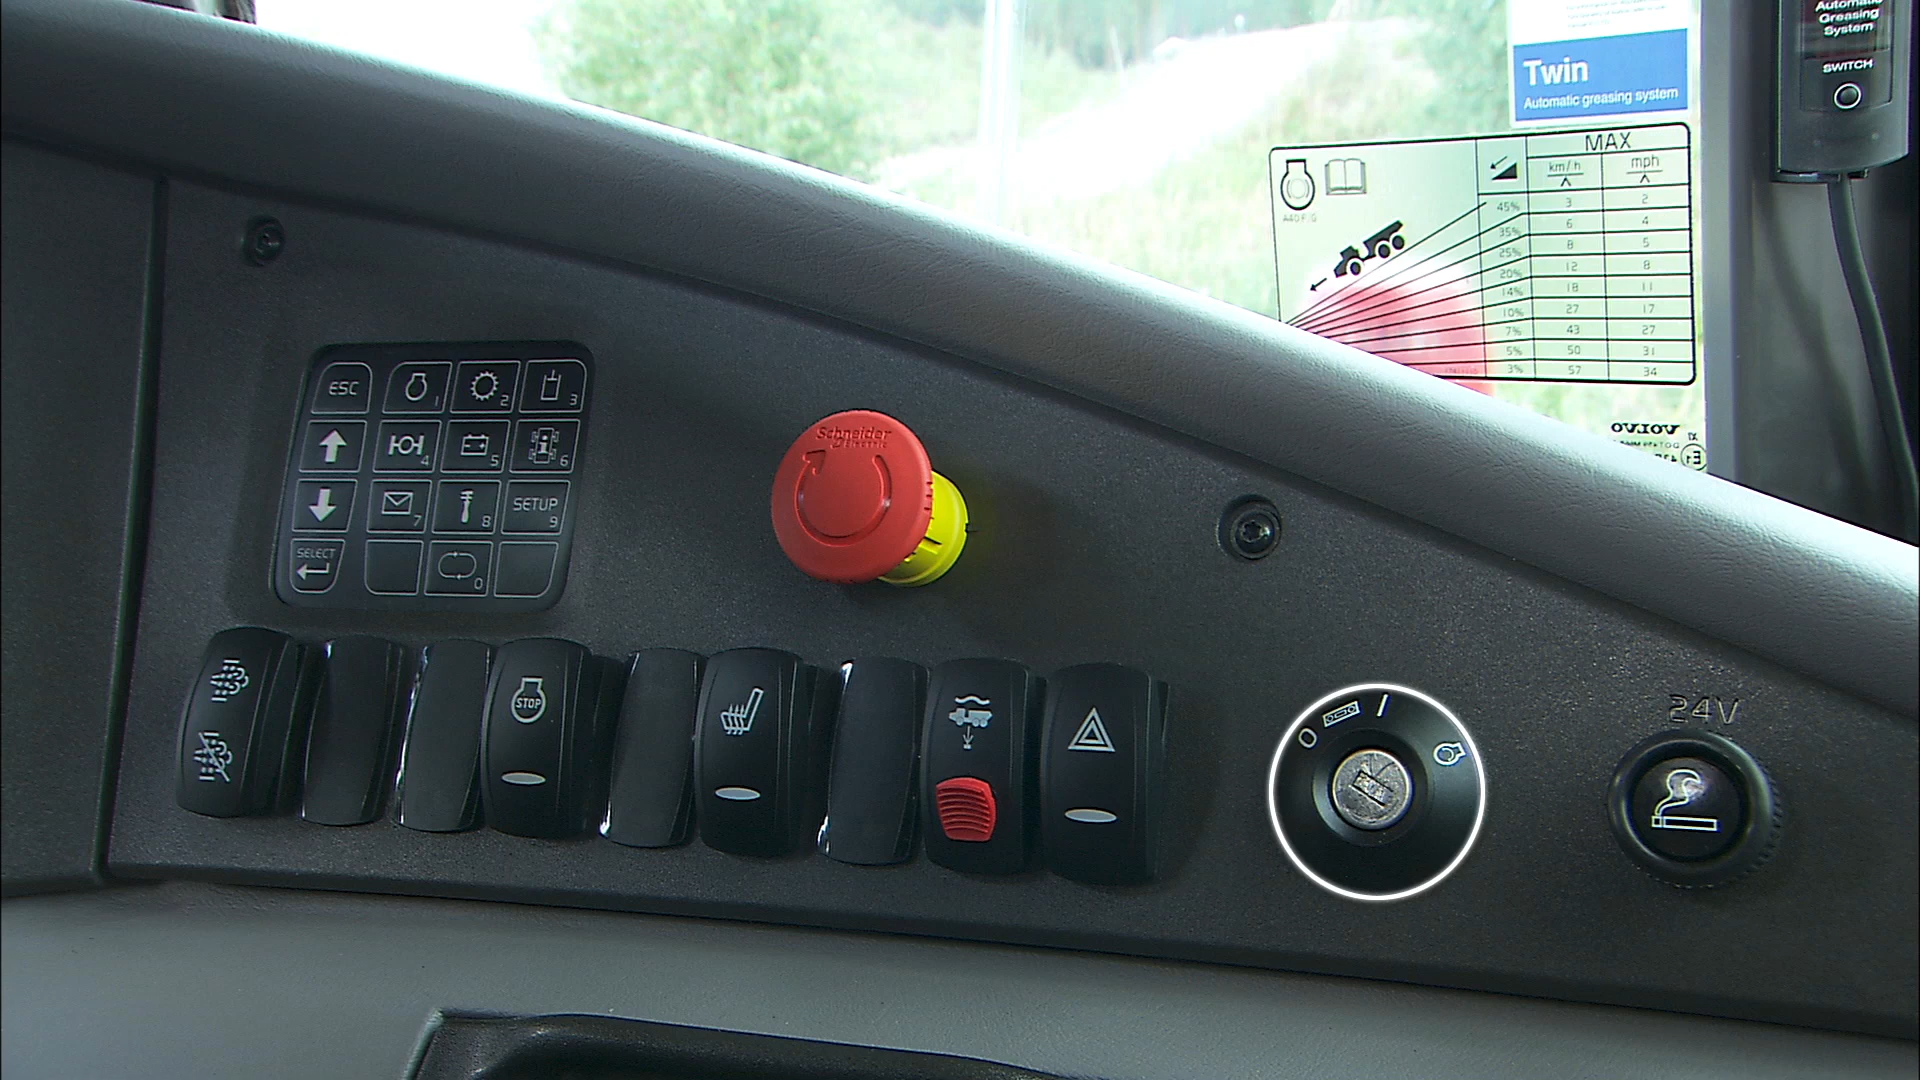 Automatic
Greasing
System
SWITCH
Twin
Automatic greasing system
MAX
km/h mph
A40 F/G
45% 3 2
35% 6 4
25% 8 5
20% 12 8
14% 18 11
10% 27 17
7% 43 27
5% 50 31
3% 57 34
VOLVO
E1
Schneider
Electric
ESC 1 2 3
4 5 i 6
7 8 SETUP 9
SELECT 0
STOP
O I
24V